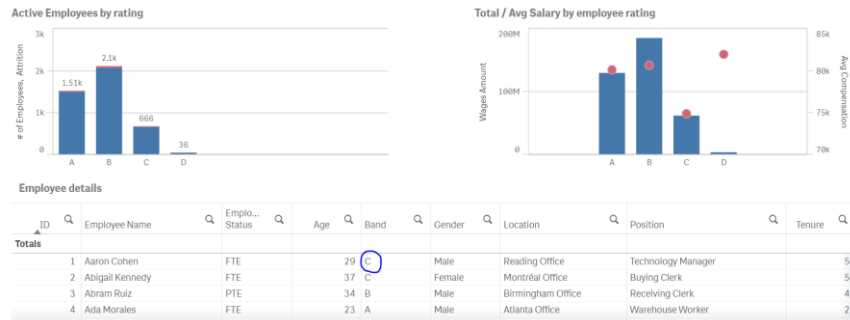 Active Employees by rating
Total / Avg Salary by employee rating
# of Employees, Attrition
3k
2k
1k
0
1.51k
2.1k
666
36
A B C D
Wages Amount
200M
100M
0
A B C D
85k
80k
75k
70k
Avg Compensation
Employee details
ID Employee Name Emplo... Status Age Band Gender Location Position Tenure
Totals
1 Aaron Cohen FTE 29 C Male Reading Office Technology Manager 5
2 Abigail Kennedy FTE 37 C Female Montréal Office Buying Clerk 5
3 Abram Ruiz PTE 34 B Male Birmingham Office Receiving Clerk 4
4 Ada Morales FTE 23 A Male Atlanta Office Warehouse Worker 2